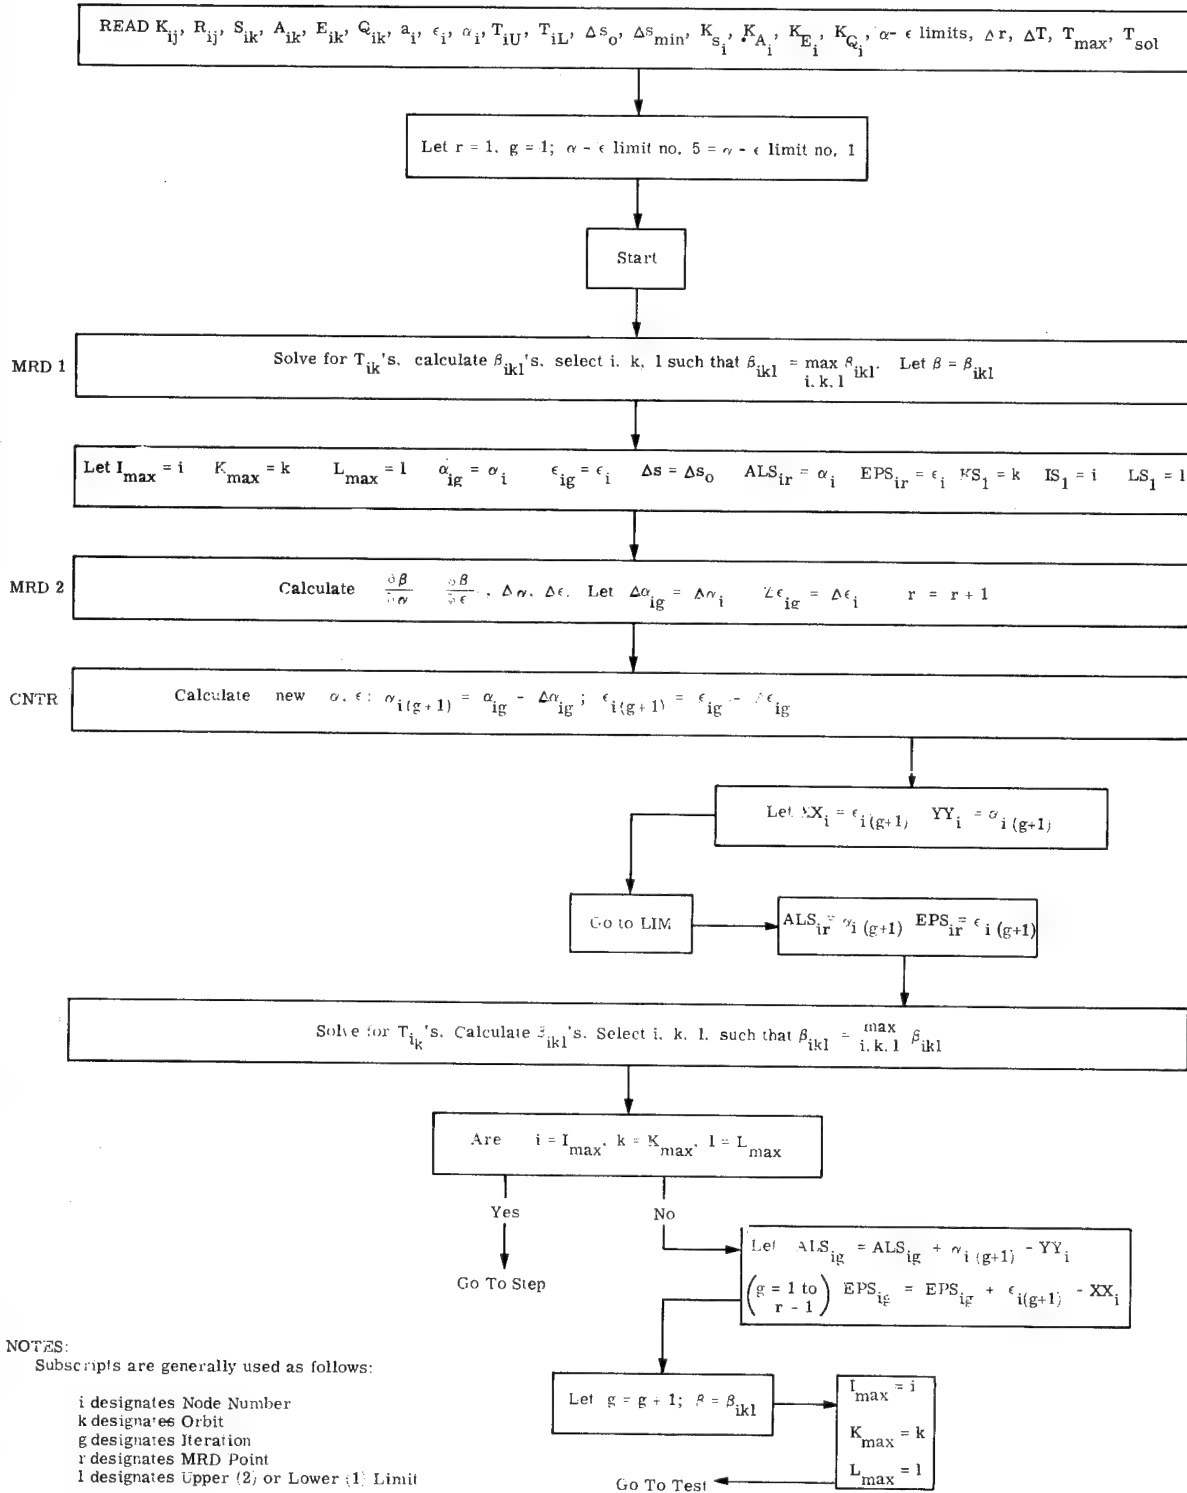 READ K_ij, R_ij, S_ik, A_ik, E_ik, Q_ik, a_i, ϵ_i, α_i, T_iU, T_iL, Δs_o, Δs_min, K_s_i, K_A_i, K_E_i, K_Q_i, α- ϵ limits, Δr, ΔT, T_max, T_sol
Let r = 1. g = 1; α - ϵ limit no. 5 = α - ϵ limit no. 1
Start
MRD 1
Solve for T_ik's. calculate β_ikl's. select i. k. l such that β_ikl = max β_ikl. Let β = β_ikl
i. k. l
Let I_max = i K_max = k L_max = l α_ig = α_i ϵ_ig = ϵ_i Δs = Δs_o ALS_ir = α_i EPS_ir = ϵ_i KS_1 = k IS_1 = i LS_1 = l
MRD 2
Calculate ∂β/∂α ∂β/∂ϵ , Δα. Δϵ. Let Δα_ig = Δα_i Δϵ_ig = Δϵ_i r = r + 1
CNTR
Calculate new α. ϵ: α_i(g+1) = α_ig - Δα_ig; ϵ_i(g+1) = ϵ_ig - Δϵ_ig
Let XX_i = ϵ_i(g+1) YY_i = α_i(g+1)
Go to LIM
ALS_ir = α_i(g+1) EPS_ir = ϵ_i(g+1)
Solve for T_i_k's. Calculate β_ikl's. Select i. k. l. such that β_ikl = max β_ikl
i. k. l
Are i = I_max. k = K_max. l = L_max
Yes
No
Go To Step
Let ALS_ig = ALS_ig + α_i(g+1) - YY_i
(g = 1 to r - 1) EPS_ig = EPS_ig + ϵ_i(g+1) - XX_i
Let g = g + 1; β = β_ikl
I_max = i
K_max = k
L_max = l
Go To Test
NOTES:
Subscripts are generally used as follows:
i designates Node Number
k designates Orbit
g designates Iteration
r designates MRD Point
l designates Upper (2) or Lower (1) Limit